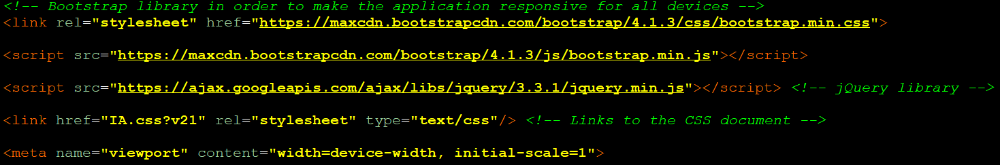 <!-- Bootstrap library in order to make the application responsive for all devices -->
<link rel="stylesheet" href="https://maxcdn.bootstrapcdn.com/bootstrap/4.1.3/css/bootstrap.min.css">
<script src="https://maxcdn.bootstrapcdn.com/bootstrap/4.1.3/js/bootstrap.min.js"></script>
<script src="https://ajax.googleapis.com/ajax/libs/jquery/3.3.1/jquery.min.js"></script> <!-- jQuery library -->
<link href="IA.css?v21" rel="stylesheet" type="text/css"/> <!-- Links to the CSS document -->
<meta name="viewport" content="width=device-width, initial-scale=1">